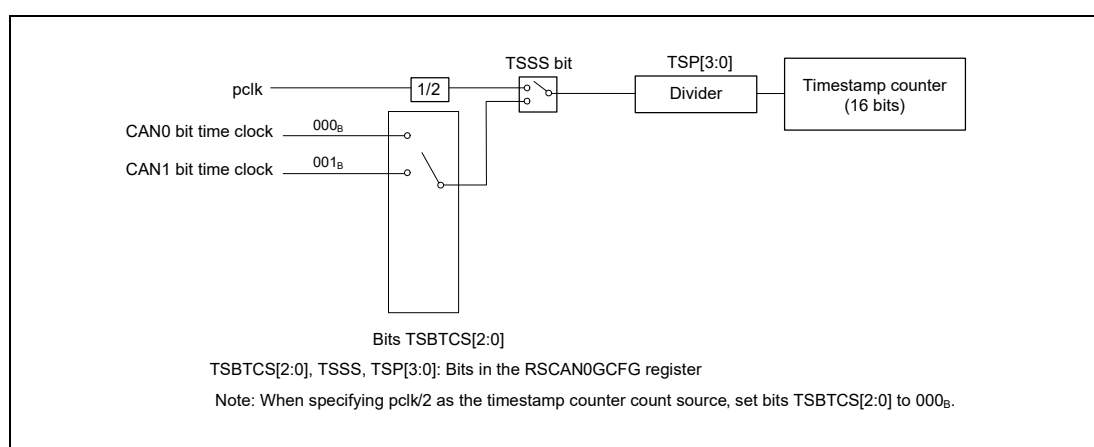 TSSS bit
TSP[3:0]
pclk
1/2
Divider
Timestamp counter
(16 bits)
CAN0 bit time clock
000B
CAN1 bit time clock
001B
Bits TSBTCS[2:0]
TSBTCS[2:0], TSSS, TSP[3:0]: Bits in the RSCAN0GCFG register
Note: When specifying pclk/2 as the timestamp counter count source, set bits TSBTCS[2:0] to 000B.